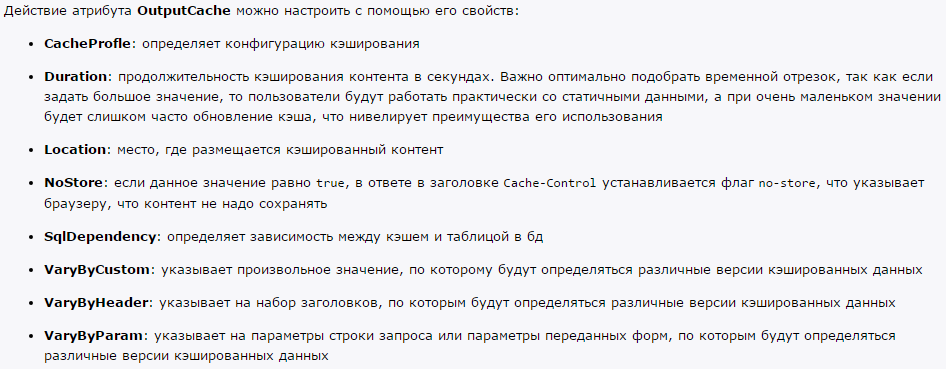 Действие атрибута OutputCache можно настроить с помощью его свойств:
• CacheProfle: определяет конфигурацию кэширования
• Duration: продолжительность кэширования контента в секундах. Важно оптимально подобрать временной отрезок, так как если
задать большое значение, то пользователи будут работать практически со статичными данными, а при очень маленьком значении
будет слишком часто обновление кэша, что нивелирует преимущества его использования
• Location: место, где размещается кэшированный контент
• NoStore: если данное значение равно true, в ответе в заголовке Cache-Control устанавливается флаг no-store, что указывает
браузеру, что контент не надо сохранять
• SqlDependency: определяет зависимость между кэшем и таблицой в бд
• VaryByCustom: указывает произвольное значение, по которому будут определяться различные версии кэшированных данных
• VaryByHeader: указывает на набор заголовков, по которым будут определяться различные версии кэшированных данных
• VaryByParam: указывает на параметры строки запроса или параметры переданных форм, по которым будут определяться
различные версии кэшированных данных